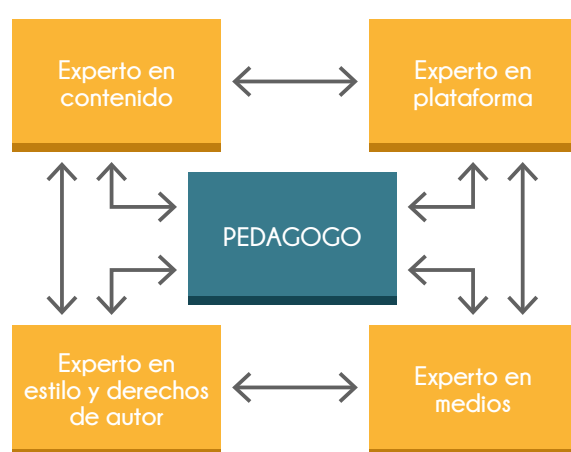 Experto en
contenido
Experto en
plataforma
PEDAGOGO
Experto en
estilo y derechos
de autor
Experto en
medios